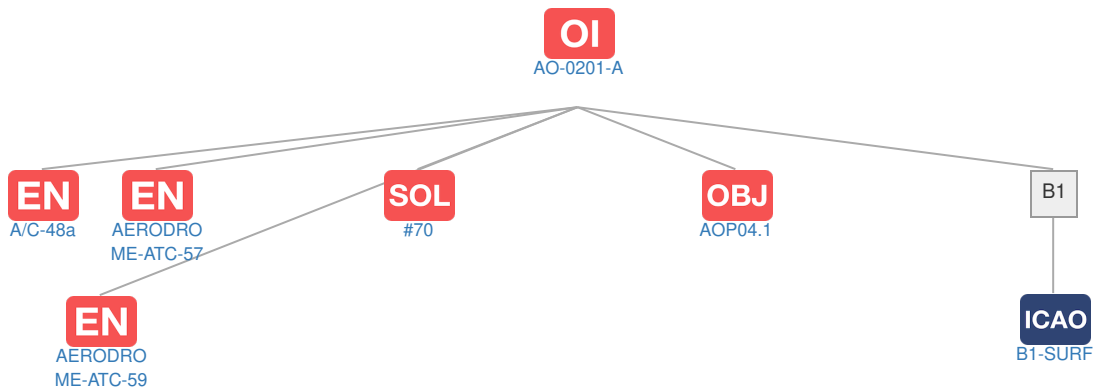 OI
AO-0201-A
EN
A/C-48a
EN
AERODRO
ME-ATC-57
SOL
#70
OBJ
AOP04.1
B1
EN
AERODRO
ME-ATC-59
ICAO
B1-SURF